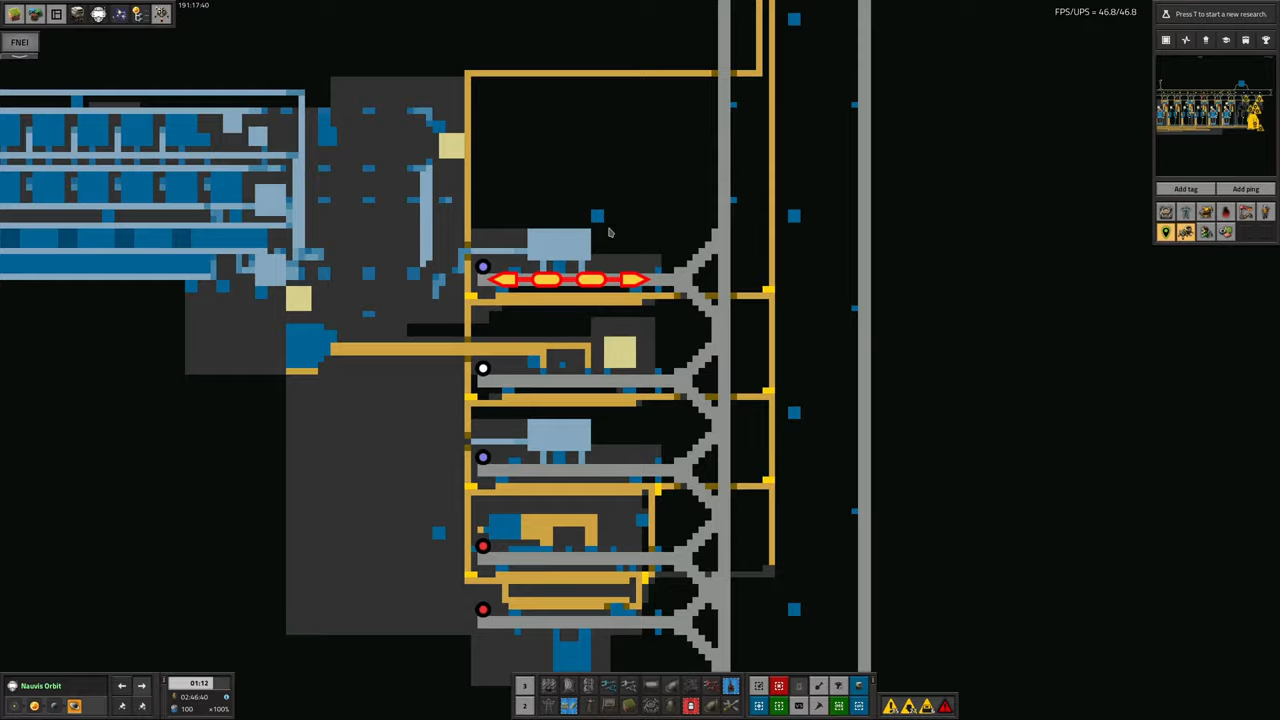 191:17:40
FPS/UPS = 46.8/46.8
Press T to start a new research.
FNEI
Add tag
Add ping
Nauvis Orbit
01:12
02:46:40
100
×100%
3
2